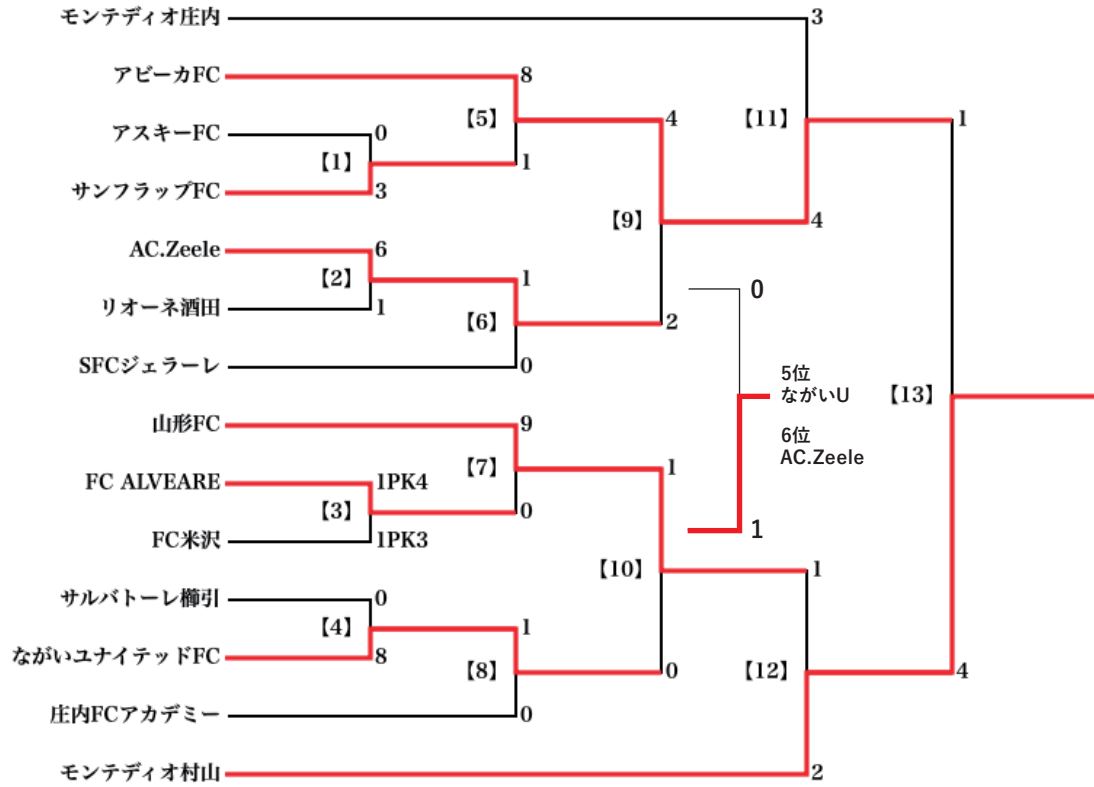 モンテディオ庄内
3
アビーカFC
8
【5】
4
【11】
1
アスキーFC
0
【1】
1
サンフラップFC
3
【9】
4
AC.Zeele
6
【2】
1
リオーネ酒田
1
【6】
2
SFCジェラーレ
0
0
5位
ながいU
6位
AC.Zeele
1
【13】
山形FC
9
【7】
1
FC ALVEARE
1PK4
【3】
0
FC米沢
1PK3
【10】
1
サルバトーレ櫛引
0
【4】
1
ながいユナイテッドFC
8
【8】
0
【12】
4
庄内FCアカデミー
0
モンテディオ村山
2